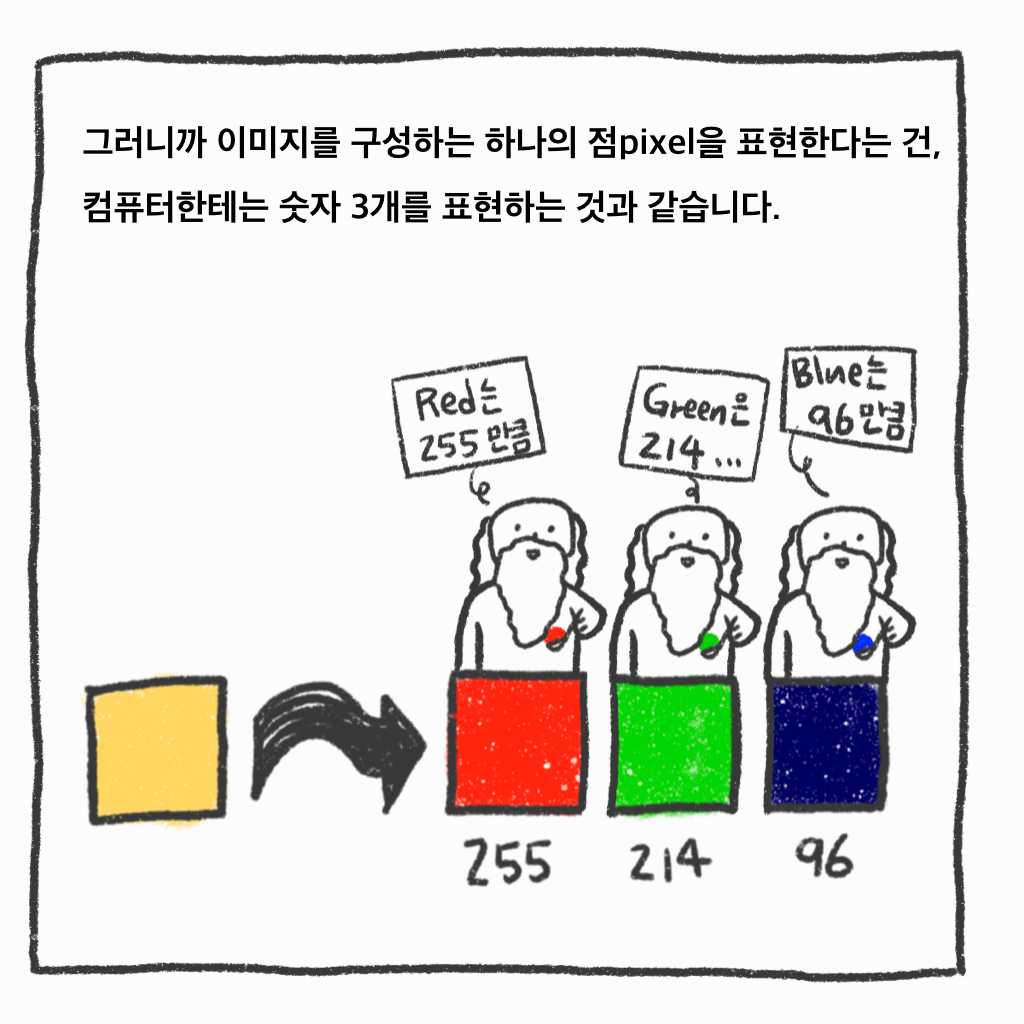 그러니까 이미지를 구성하는 하나의 점pixel을 표현한다는 건,
컴퓨터한테는 숫자 3개를 표현하는 것과 같습니다.
Red는
255 만큼
Green은
214 ...
Blue는
96 만큼
255
214
96